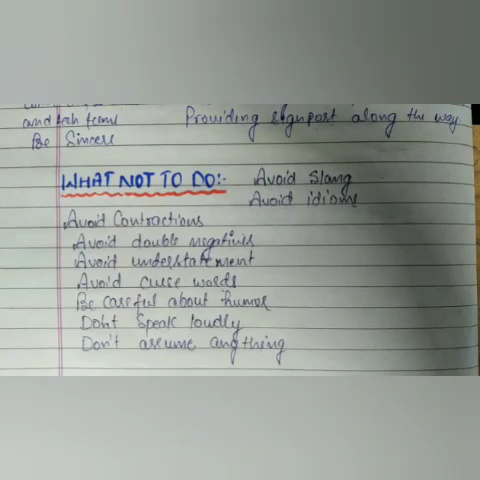 and tech terms Providing signpost along the way
Be Sincere
WHAT NOT TO DO:- Avoid Slang
Avoid idioms
Avoid Contractions
Avoid double negatives
Avoid understatement
Avoid curse words
Be careful about humor
Don't Speak loudly
Don't assume anything